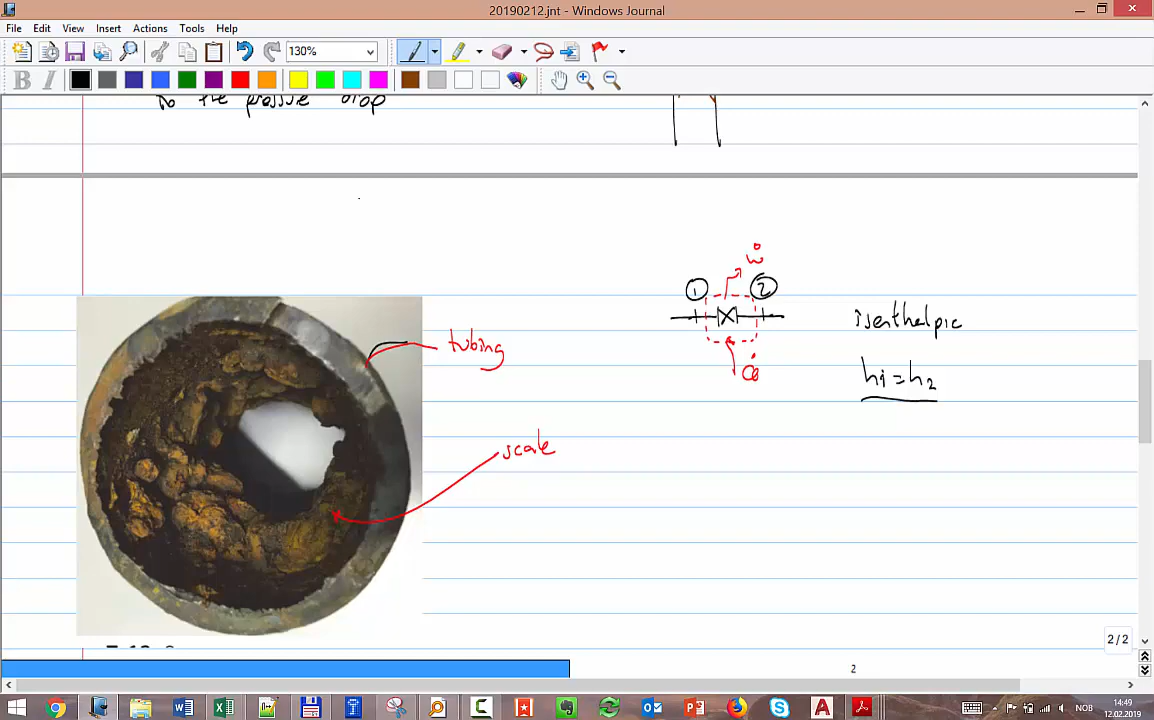 20190212.jnt - Windows Journal
File Edit View Insert Actions Tools Help
130%
B I
to the pressure drop
ẇ
1 2
isenthalpic
tubing
Q̇
h1 = h2
scale
2 / 2
2
NOB
14:49
12.02.2019